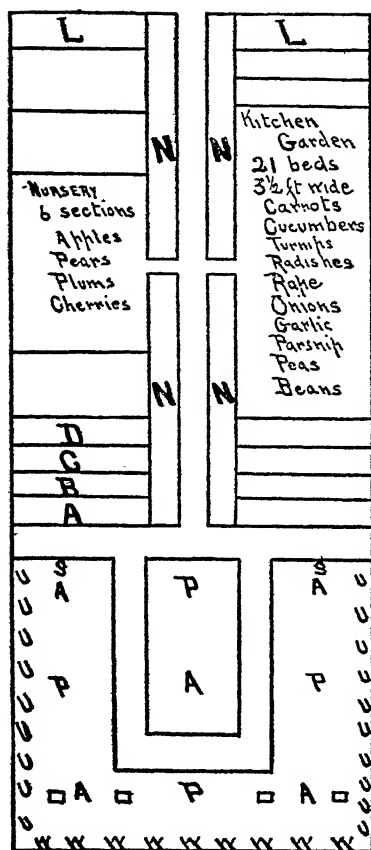 L L
N N
Nursery
6 sections
Apples
Pears
Plums
Cherries
Kitchen
Garden
21 beds
3½ ft wide
Carrots
Cucumbers
Turnips
Radishes
Rape
Onions
Garlic
Parsnip
Peas
Beans
N N
D
C
B
A
S S
U A P A U
U U
U U
U P A P U
U U
U U
U U
U U
U A P A U
U U
W W W W W W W W W W